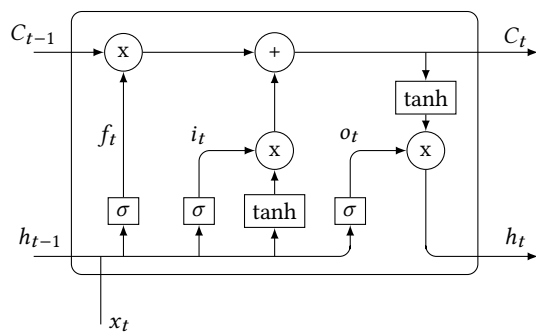 C_{t−1} x + C_t
tanh
f_t i_t x o_t x
σ σ tanh σ
h_{t−1} h_t
x_t